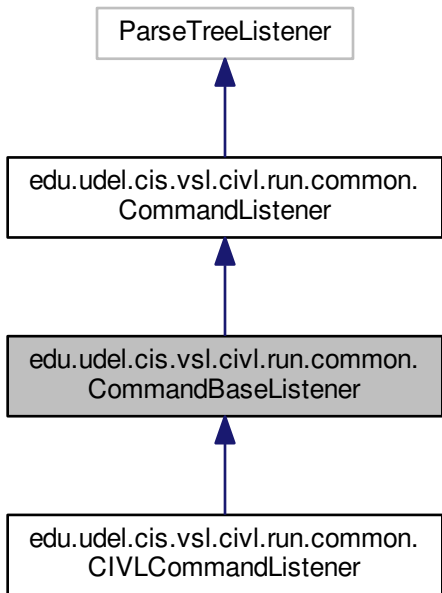 ParseTreeListener
edu.udel.cis.vsl.civl.run.common.
CommandListener
edu.udel.cis.vsl.civl.run.common.
CommandBaseListener
edu.udel.cis.vsl.civl.run.common.
CIVLCommandListener